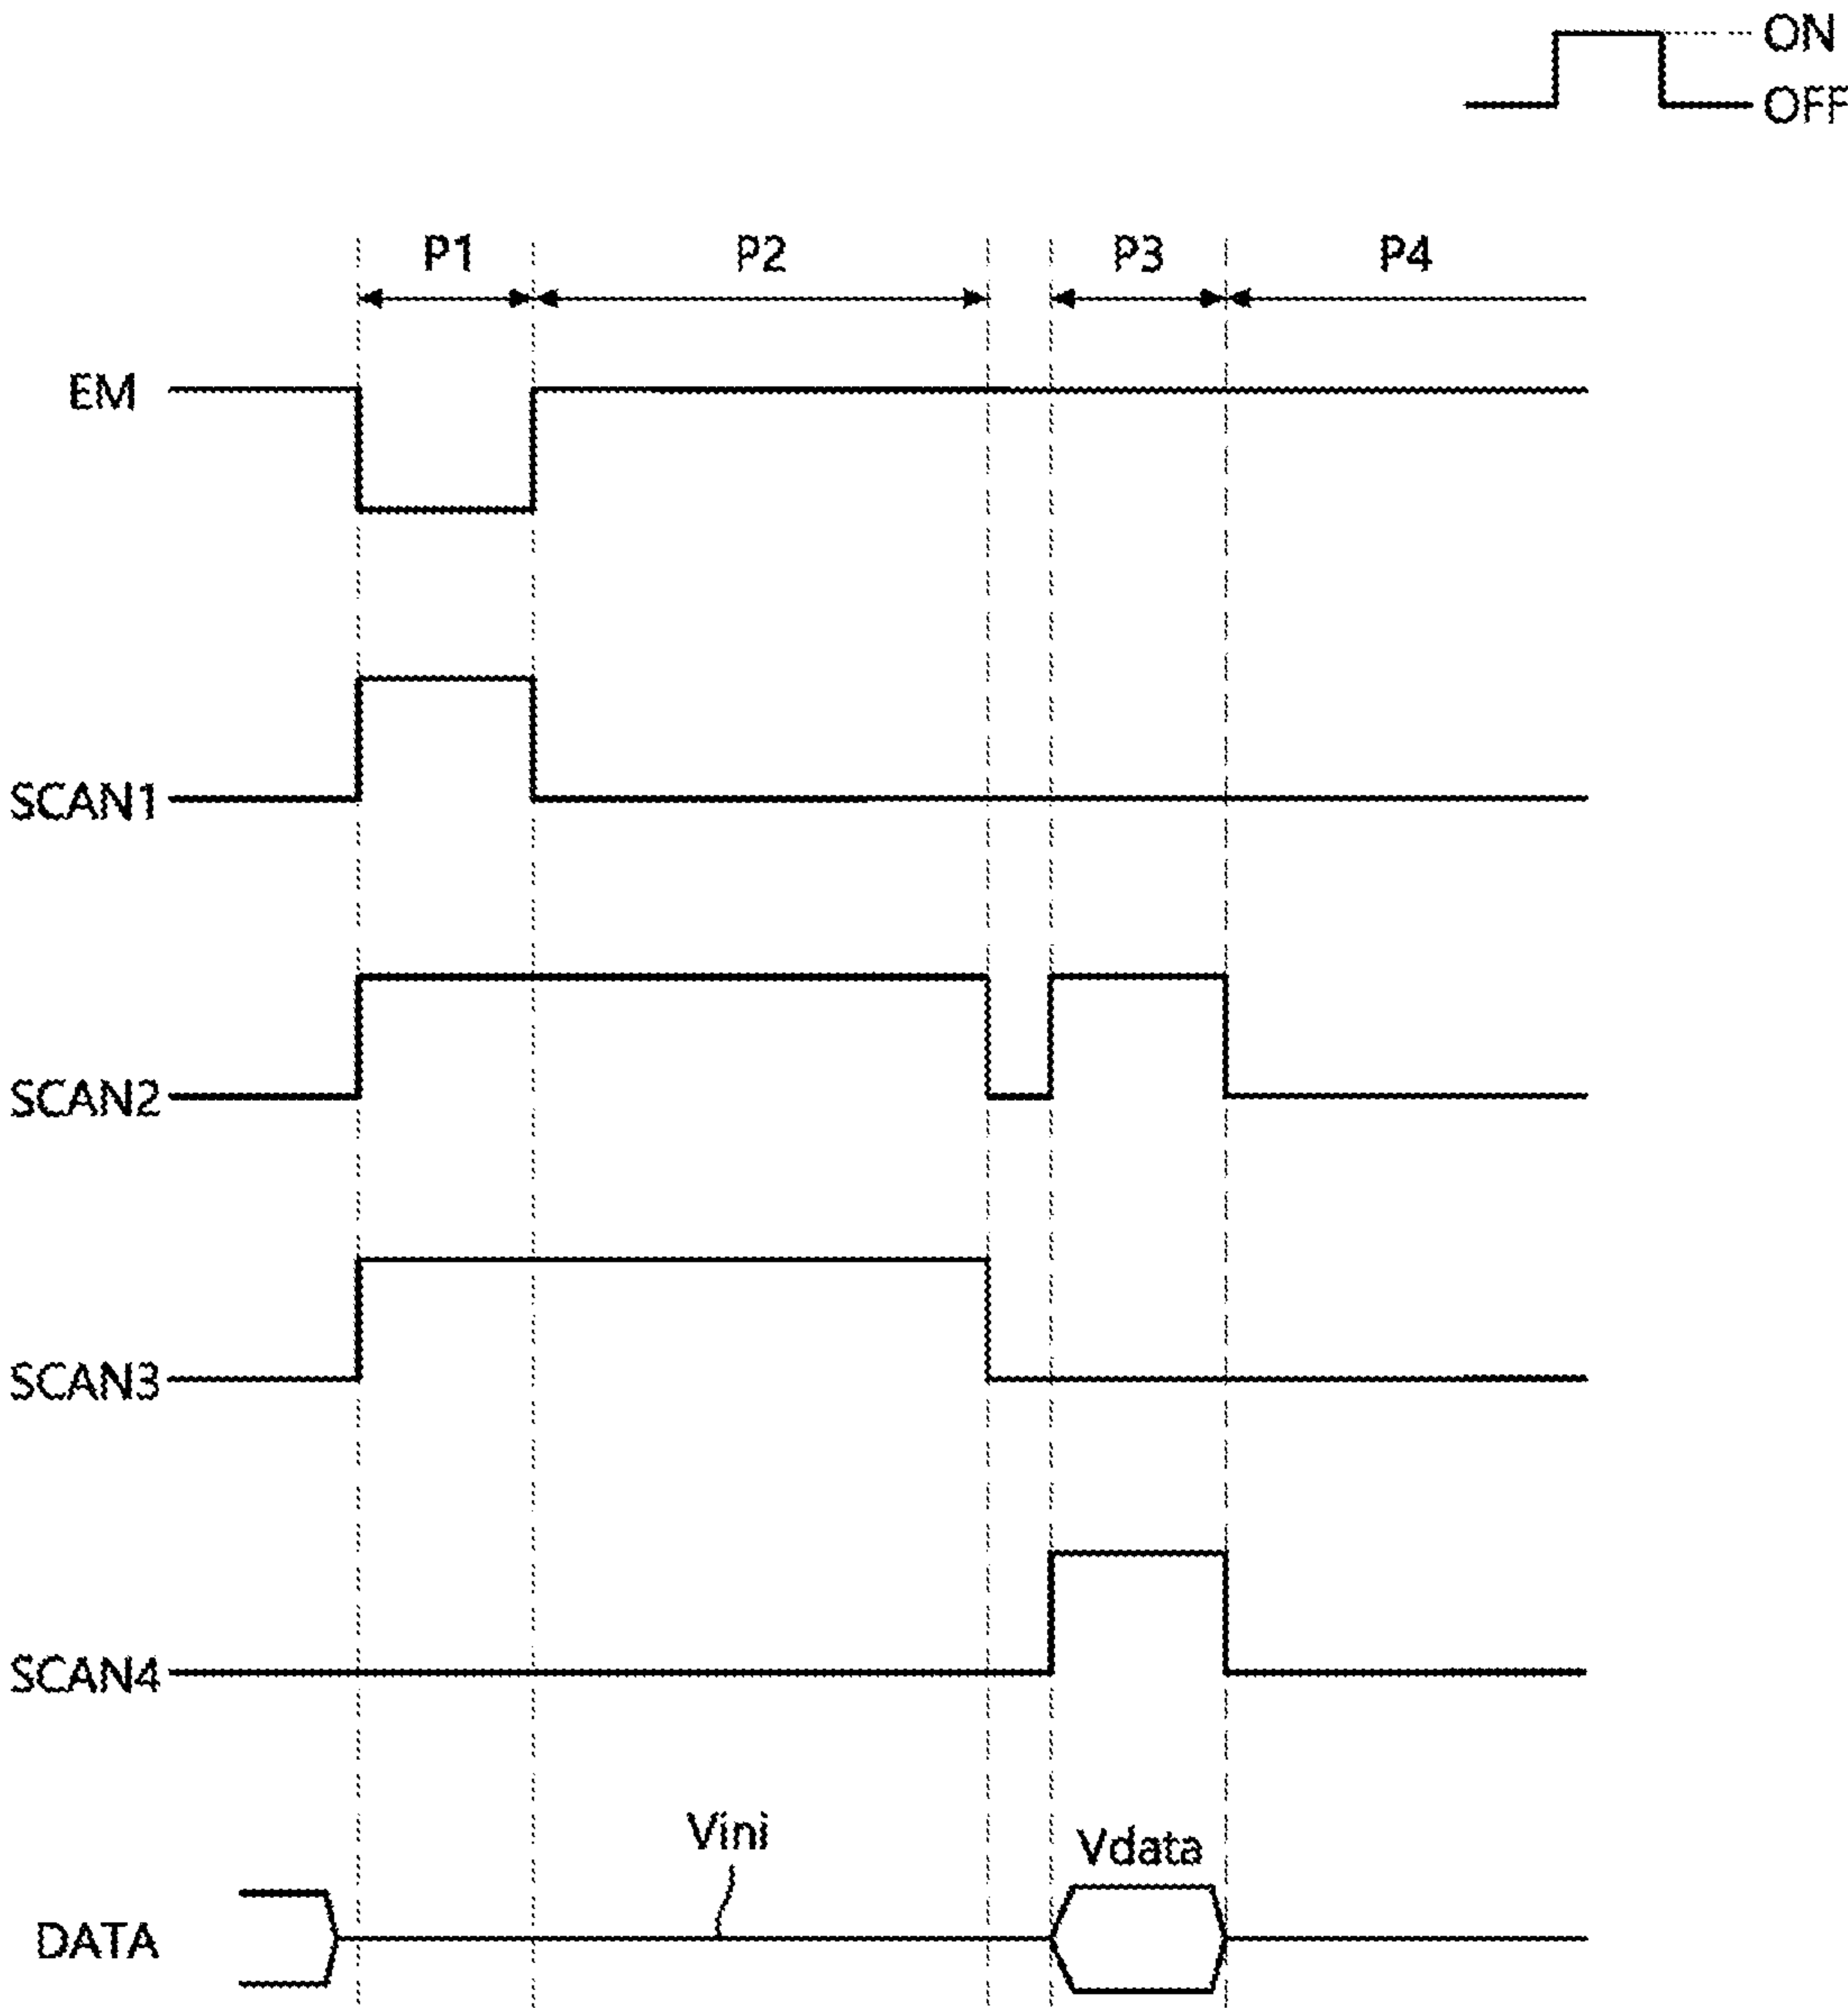 ON
OFF
P1 P2 P3 P4
EM
SCAN1
SCAN2
SCAN3
SCAN4
Vini
Vdata
DATA